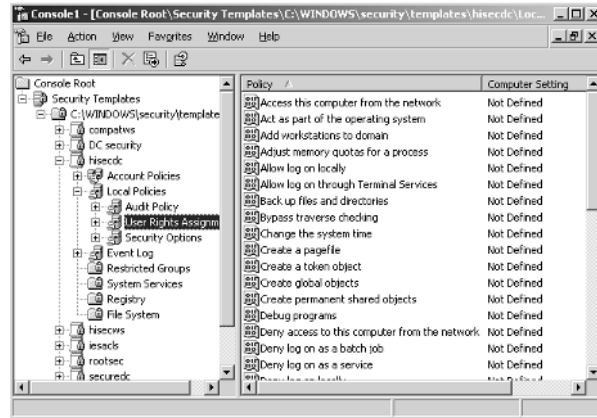 Console1 - [Console Root\Security Templates\C:\WINDOWS\security\templates\hisecdc\Loc...
File Action View Favorites Window Help
Console Root
Security Templates
C:\WINDOWS\security\template
compatws
DC security
hisecdc
Account Policies
Local Policies
Audit Policy
User Rights Assignm
Security Options
Event Log
Restricted Groups
System Services
Registry
File System
hisecws
iesacls
rootsec
securedc
Policy Computer Setting
Access this computer from the network Not Defined
Act as part of the operating system Not Defined
Add workstations to domain Not Defined
Adjust memory quotas for a process Not Defined
Allow log on locally Not Defined
Allow log on through Terminal Services Not Defined
Back up files and directories Not Defined
Bypass traverse checking Not Defined
Change the system time Not Defined
Create a pagefile Not Defined
Create a token object Not Defined
Create global objects Not Defined
Create permanent shared objects Not Defined
Debug programs Not Defined
Deny access to this computer from the network Not Defined
Deny log on as a batch job Not Defined
Deny log on as a service Not Defined
Deny log on locally Not Defined